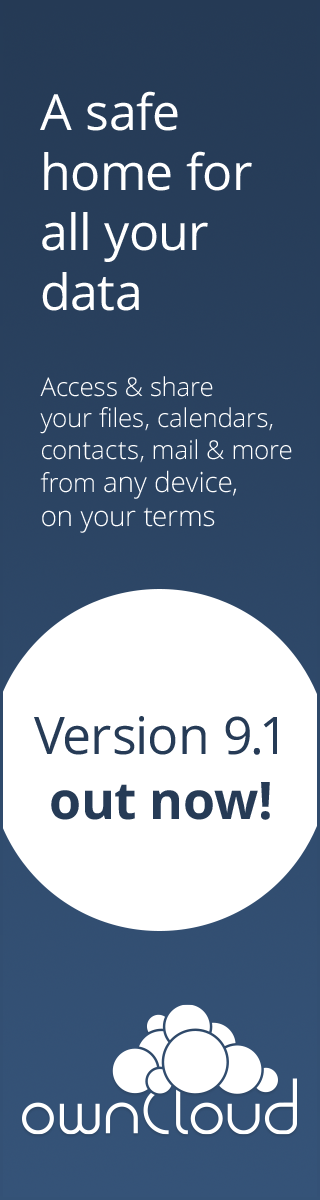 A safe
home for
all your
data
Access & share
your files, calendars,
contacts, mail & more
from any device,
on your terms
Version 9.1
out now!
ownCloud